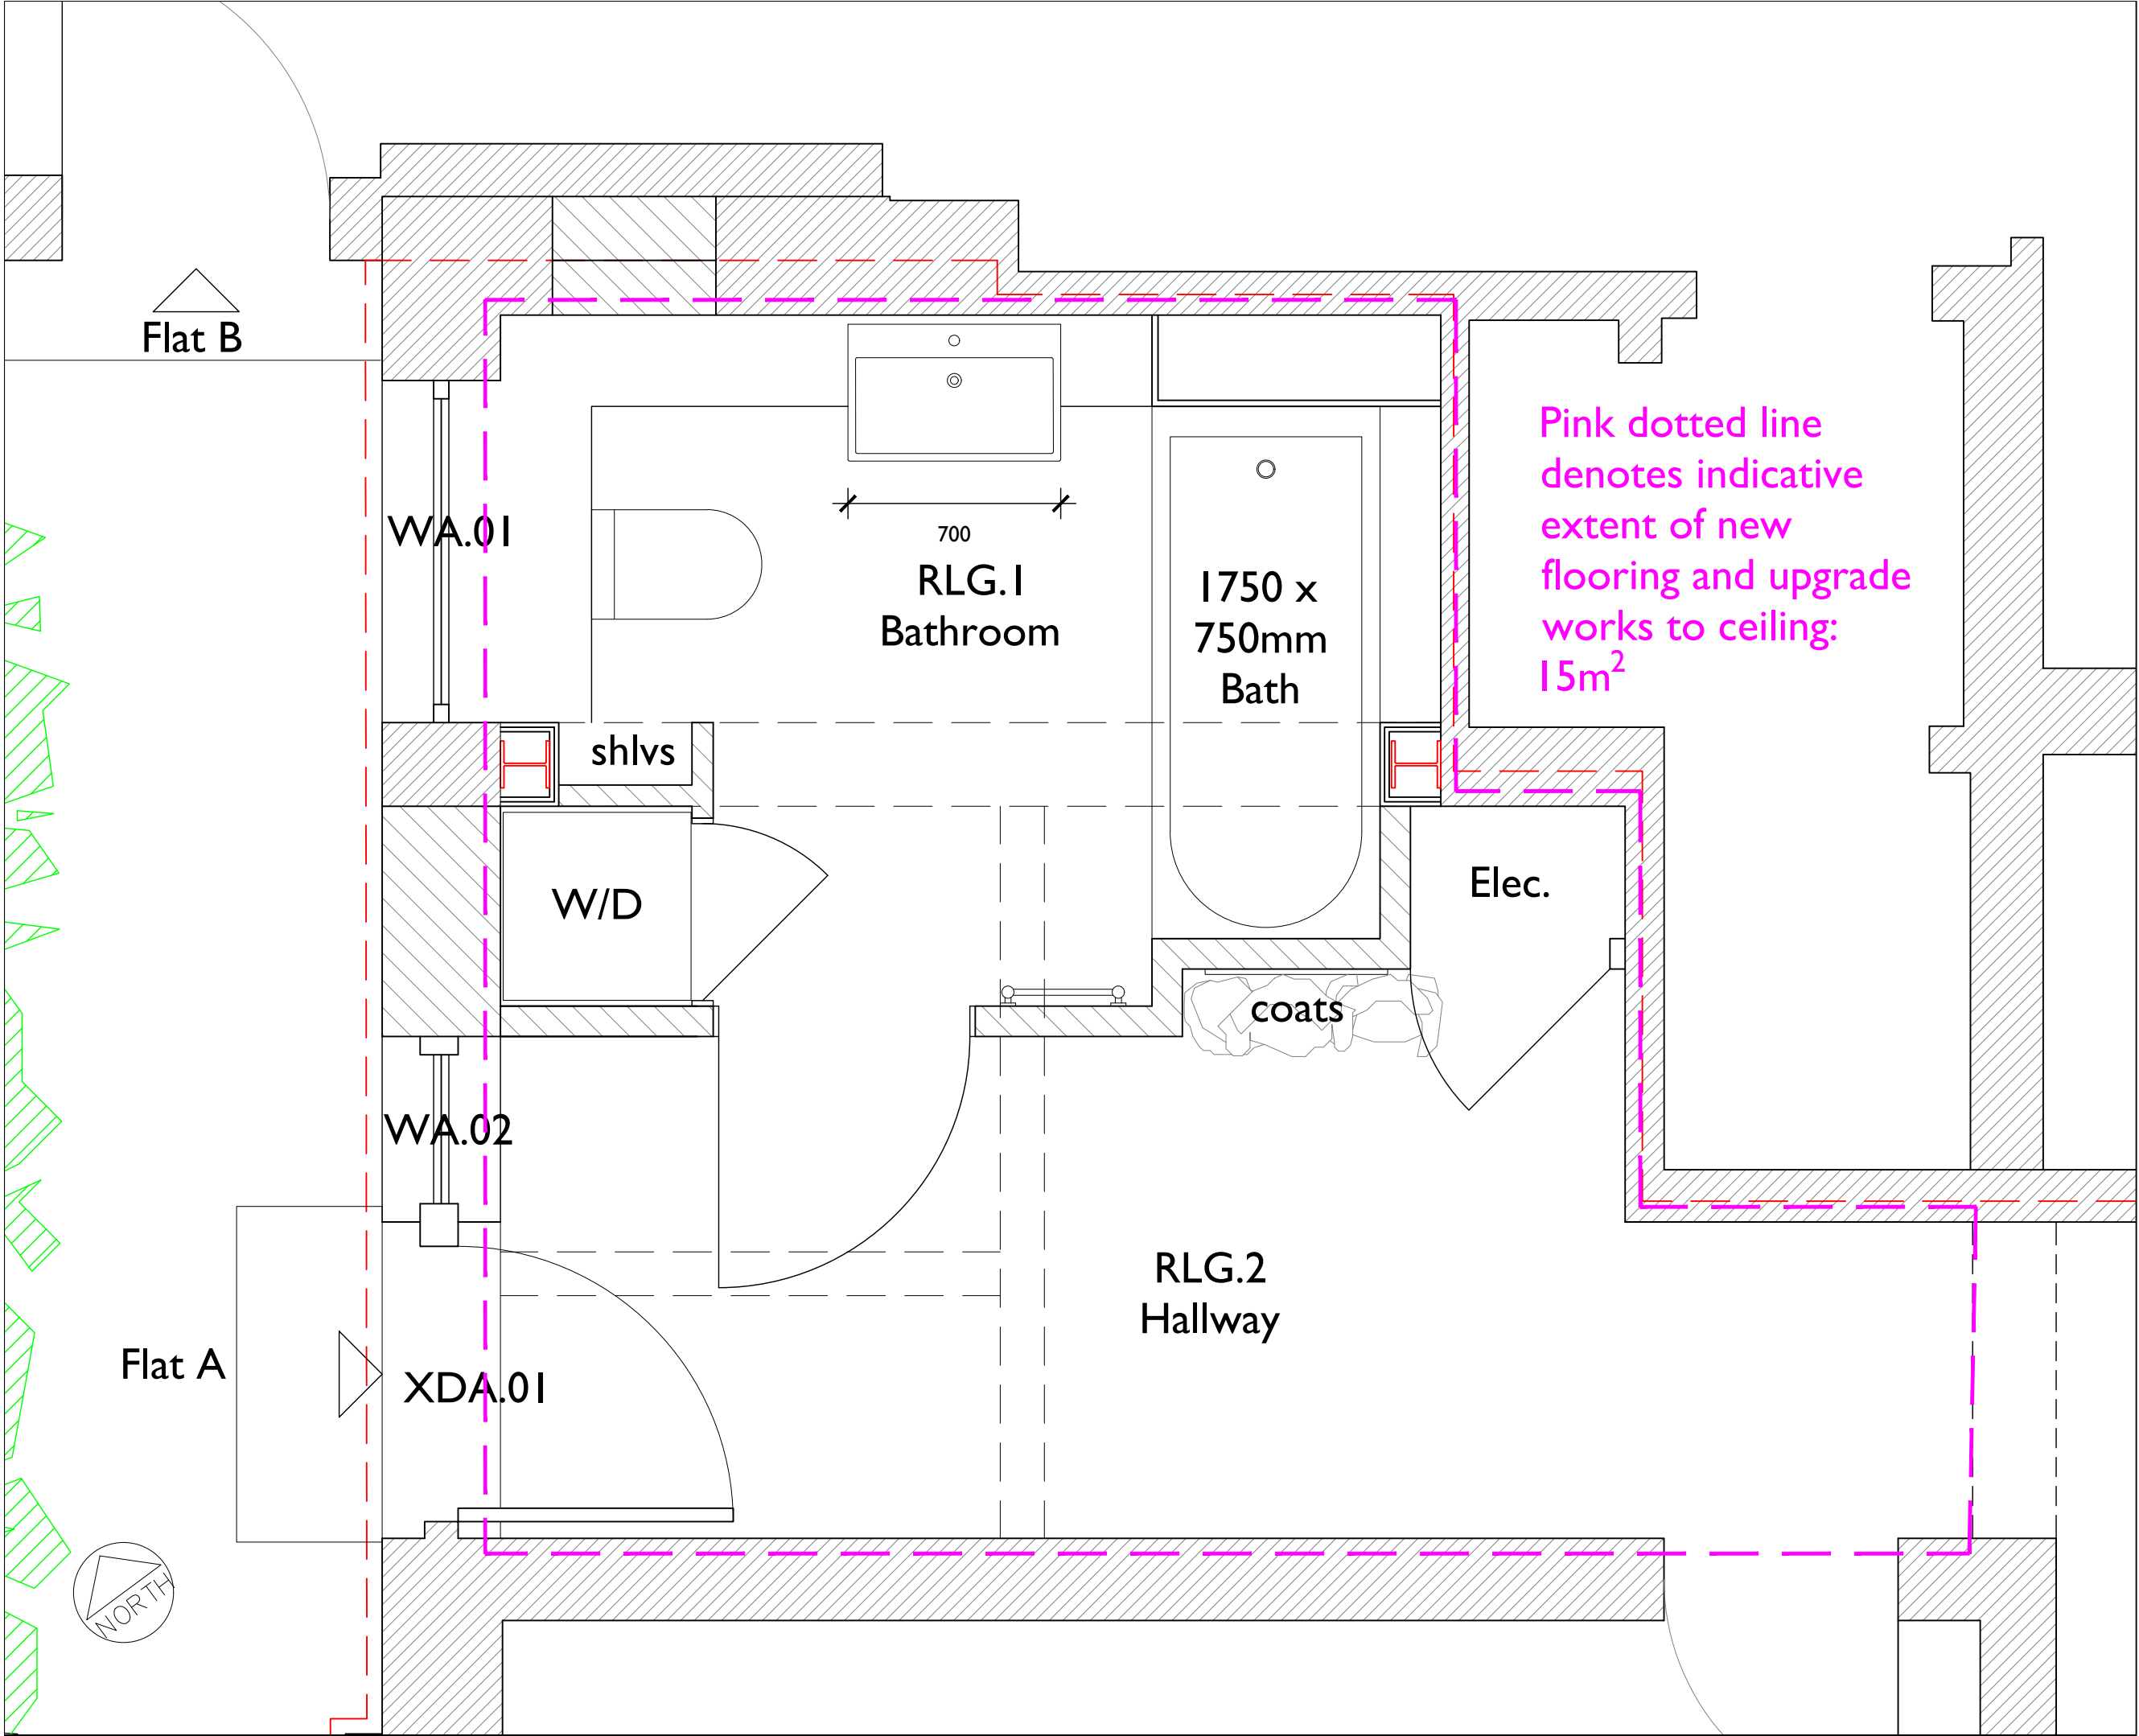 Flat B
Pink dotted line
denotes indicative
extent of new
flooring and upgrade
works to ceiling:
15m²
WA.01
700
RLG.1
Bathroom
1750 x
750mm
Bath
shlvs
W/D
Elec.
coats
WA.02
RLG.2
Hallway
Flat A
XDA.01
NORTH